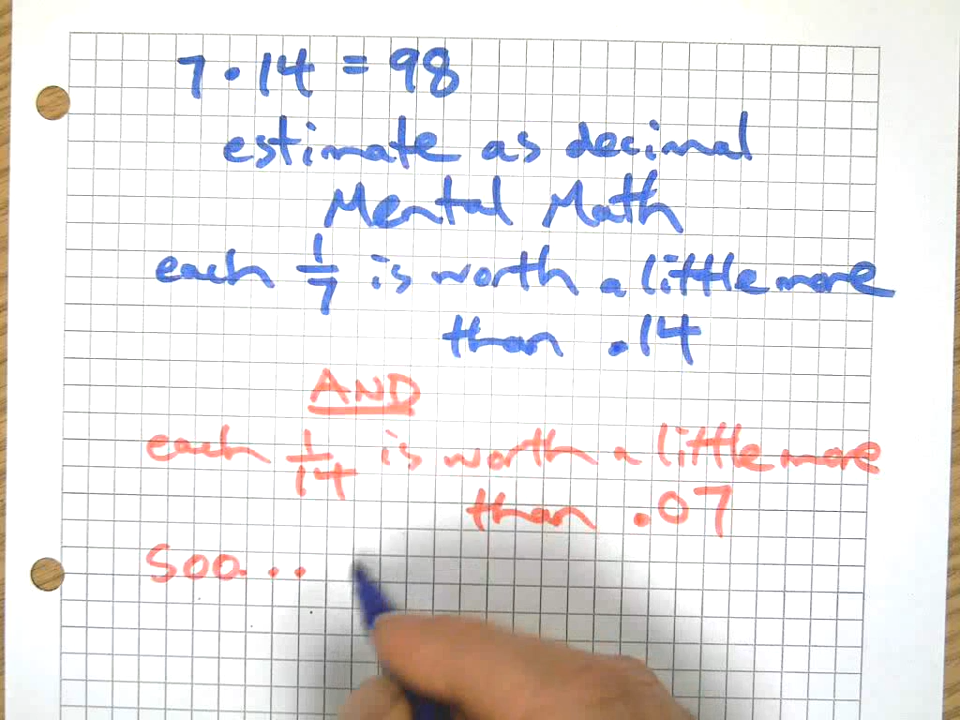 7 · 14 = 98
estimate as decimal
Mental Math
each 1/7 is worth a little more
than .14
AND
each 1/14 is worth a little more
than .07
Soo...